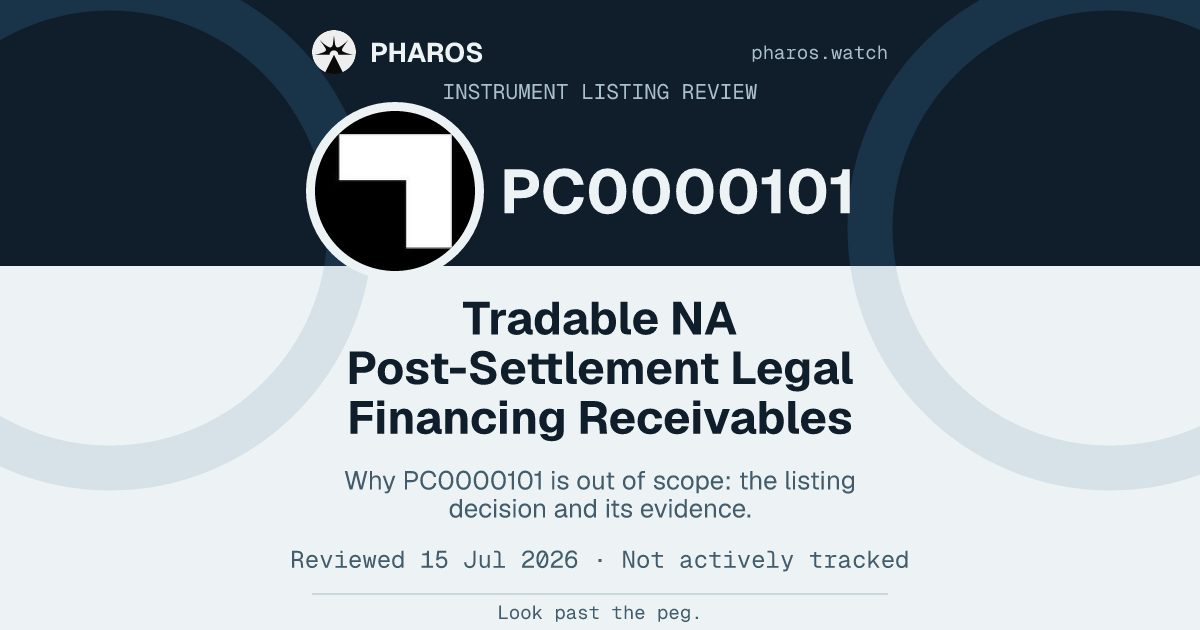 PHAROS
pharos.watch
INSTRUMENT LISTING REVIEW
PC0000101
Tradable NA
Post-Settlement Legal
Financing Receivables
Why PC0000101 is out of scope: the listing
decision and its evidence.
Reviewed 15 Jul 2026 · Not actively tracked
Look past the peg.